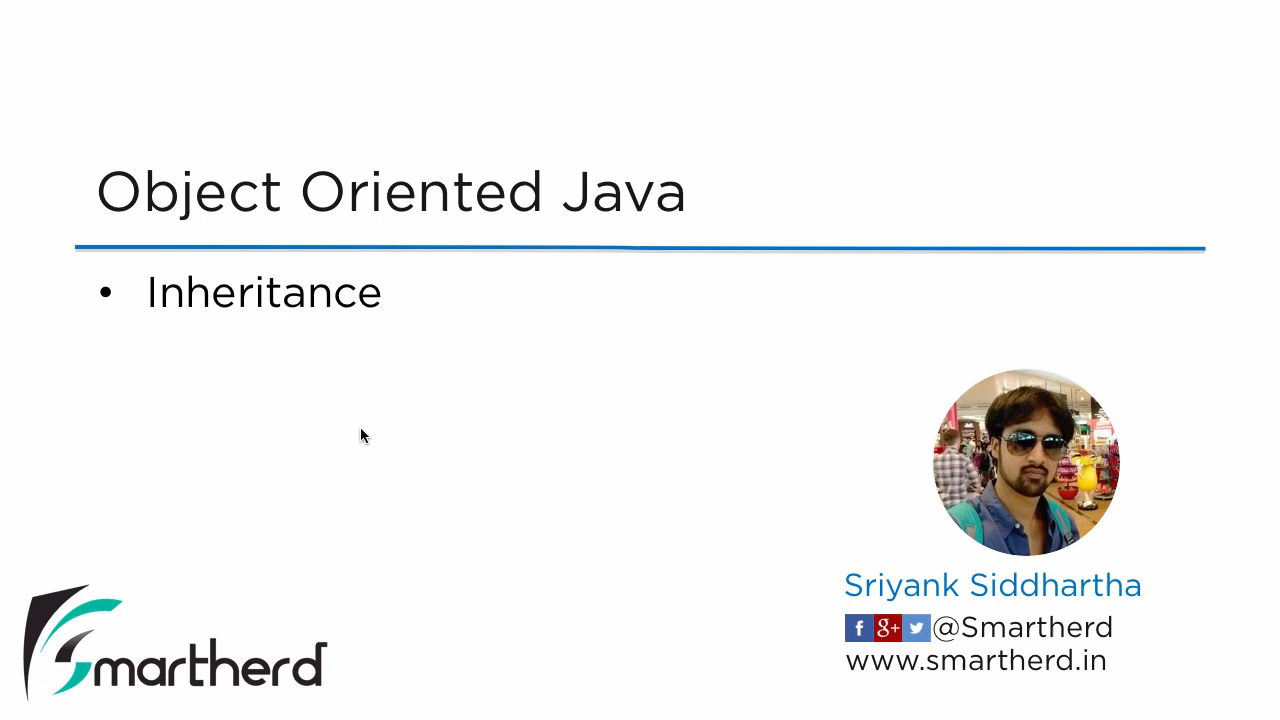 Object Oriented Java
• Inheritance
Sriyank Siddhartha
f g+ @Smartherd
www.smartherd.in
Smartherd